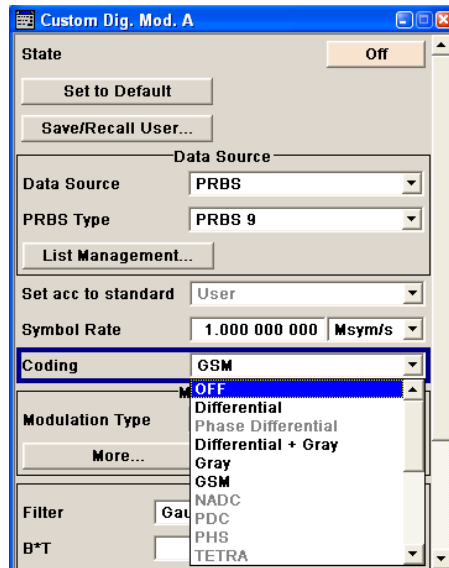 Custom Dig. Mod. A
State Off
Set to Default
Save/Recall User...
Data Source
Data Source PRBS
PRBS Type PRBS 9
List Management...
Set acc to standard User
Symbol Rate 1.000 000 000 Msym/s
Coding GSM
M
OFF
Differential
Phase Differential
Differential + Gray
Gray
GSM
NADC
PDC
PHS
TETRA
Modulation Type
More...
Filter Gau
B*T